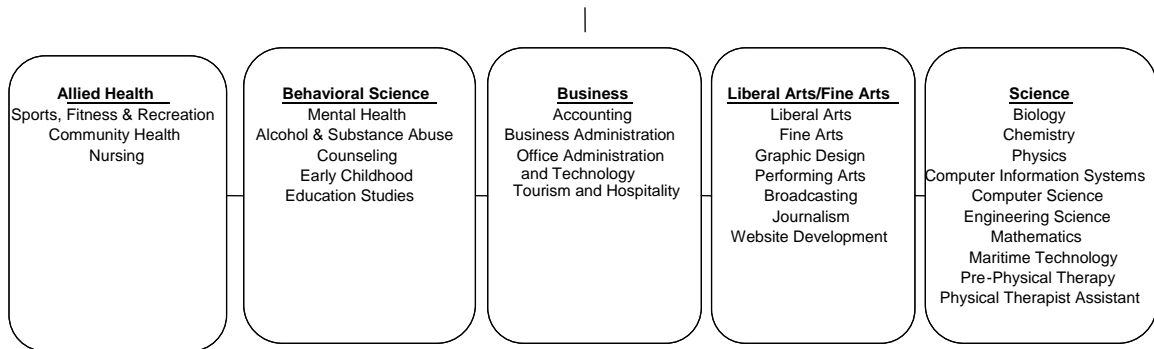 Allied Health
Sports, Fitness & Recreation
Community Health
Nursing
Behavioral Science
Mental Health
Alcohol & Substance Abuse
Counseling
Early Childhood
Education Studies
Business
Accounting
Business Administration
Office Administration
and Technology
Tourism and Hospitality
Liberal Arts/Fine Arts
Liberal Arts
Fine Arts
Graphic Design
Performing Arts
Broadcasting
Journalism
Website Development
Science
Biology
Chemistry
Physics
Computer Information Systems
Computer Science
Engineering Science
Mathematics
Maritime Technology
Pre-Physical Therapy
Physical Therapist Assistant